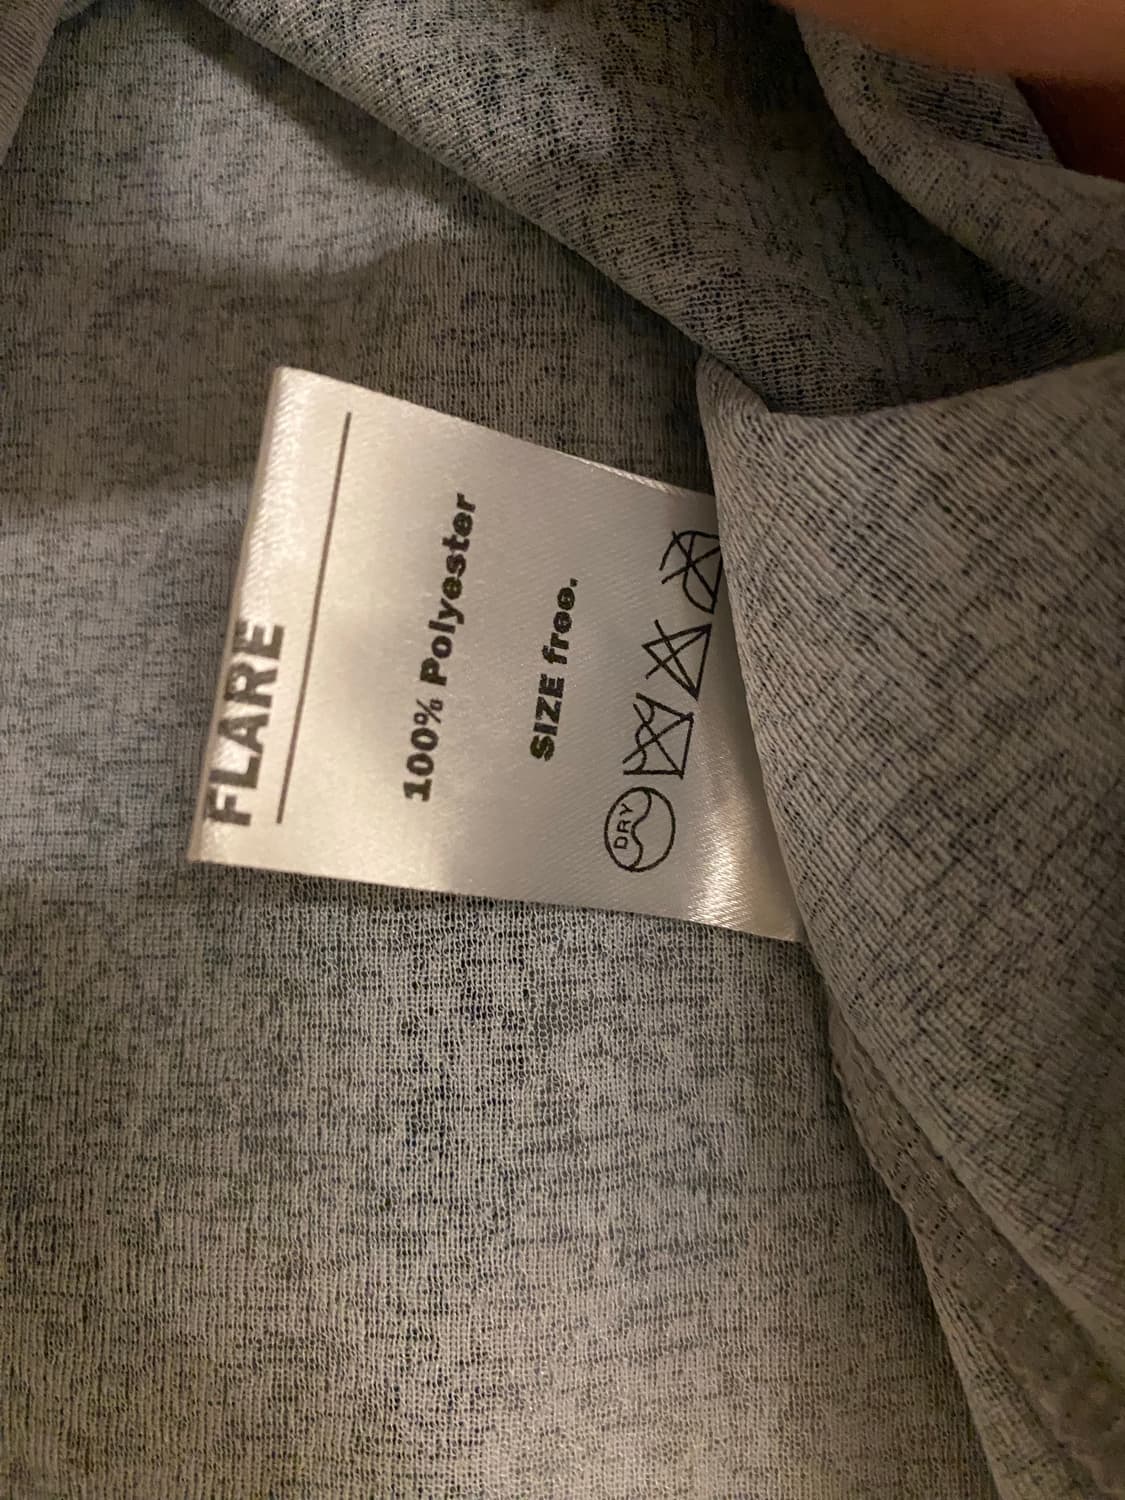 FLARE
100% Polyester
SIZE free.
DRY